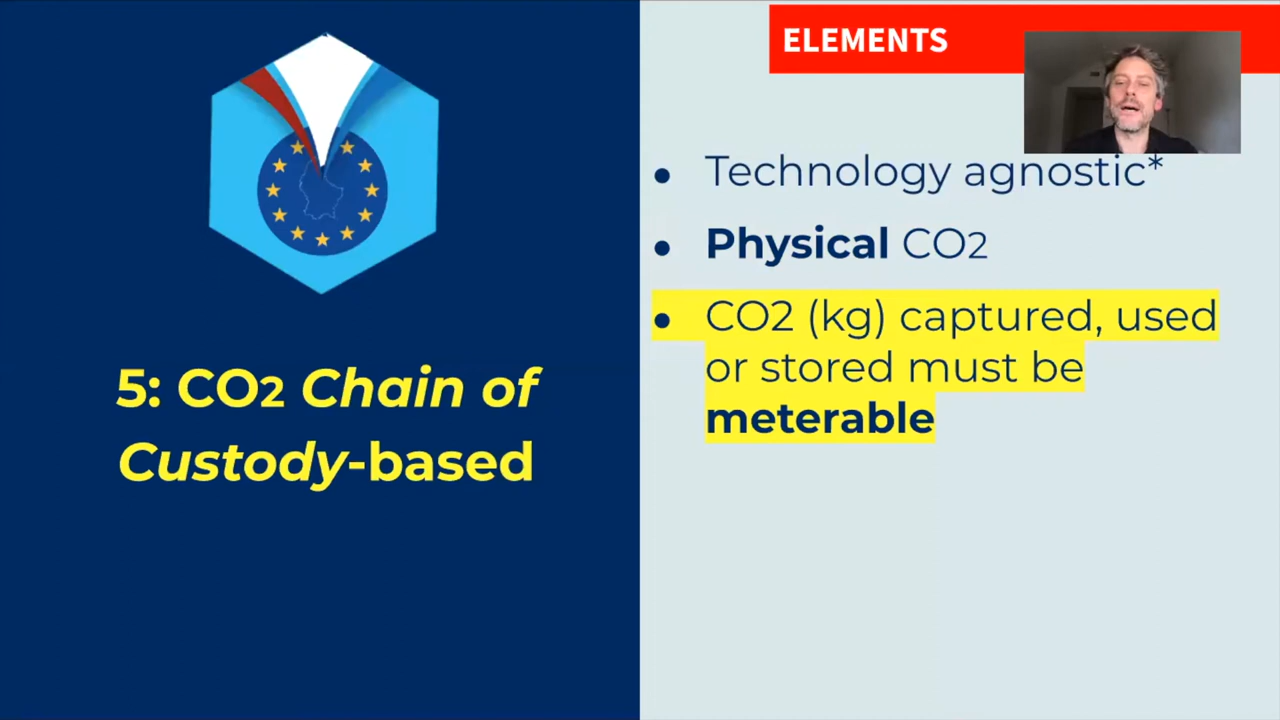 ELEMENTS
5: CO2 Chain of
Custody-based
• Technology agnostic*
• Physical CO2
• CO2 (kg) captured, used
or stored must be
meterable